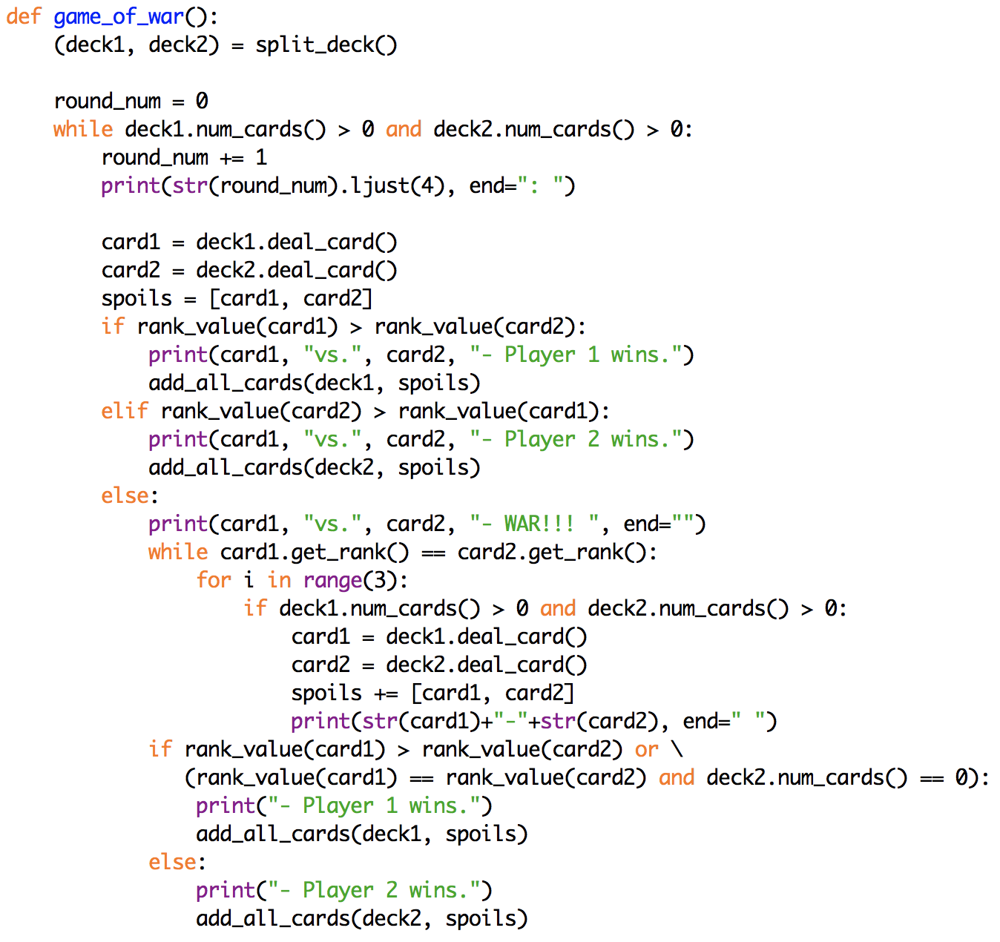 def game_of_war():
    (deck1, deck2) = split_deck()

    round_num = 0
    while deck1.num_cards() > 0 and deck2.num_cards() > 0:
        round_num += 1
        print(str(round_num).ljust(4), end=": ")

        card1 = deck1.deal_card()
        card2 = deck2.deal_card()
        spoils = [card1, card2]
        if rank_value(card1) > rank_value(card2):
            print(card1, "vs.", card2, "- Player 1 wins.")
            add_all_cards(deck1, spoils)
        elif rank_value(card2) > rank_value(card1):
            print(card1, "vs.", card2, "- Player 2 wins.")
            add_all_cards(deck2, spoils)
        else:
            print(card1, "vs.", card2, "- WAR!!! ", end="")
            while card1.get_rank() == card2.get_rank():
                for i in range(3):
                    if deck1.num_cards() > 0 and deck2.num_cards() > 0:
                        card1 = deck1.deal_card()
                        card2 = deck2.deal_card()
                        spoils += [card1, card2]
                        print(str(card1)+"-"+str(card2), end=" ")
            if rank_value(card1) > rank_value(card2) or \
               (rank_value(card1) == rank_value(card2) and deck2.num_cards() == 0):
                print("- Player 1 wins.")
                add_all_cards(deck1, spoils)
            else:
                print("- Player 2 wins.")
                add_all_cards(deck2, spoils)